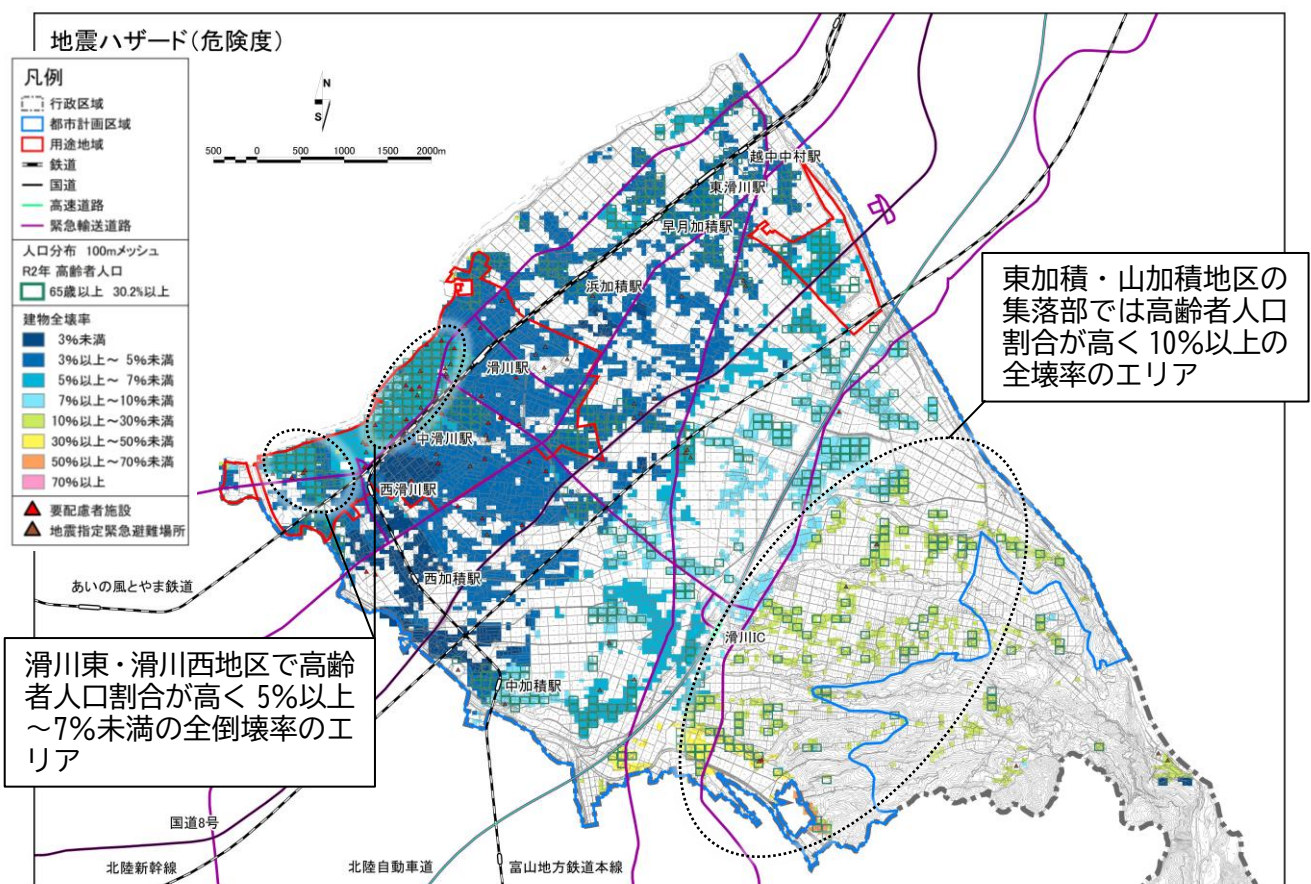 地震ハザード（危険度）
凡例
行政区域
都市計画区域
用途地域
鉄道
国道
高速道路
緊急輸送道路
人口分布 100mメッシュ
R2年 高齢者人口
65歳以上 30.2%以上
建物全壊率
3%未満
3%以上～ 5%未満
5%以上～ 7%未満
7%以上～10%未満
10%以上～30%未満
30%以上～50%未満
50%以上～70%未満
70%以上
要配慮者施設
地震指定緊急避難場所
N
S
500 0 500 1000 1500 2000m
越中中村駅
東滑川駅
早月加積駅
浜加積駅
滑川駅
中滑川駅
西滑川駅
西加積駅
中加積駅
滑川IC
東加積・山加積地区の
集落部では高齢者人口
割合が高く 10%以上の
全壊率のエリア
あいの風とやま鉄道
滑川東・滑川西地区で高齢
者人口割合が高く 5%以上
～7%未満の全倒壊率のエ
リア
国道8号
北陸新幹線
北陸自動車道
富山地方鉄道本線